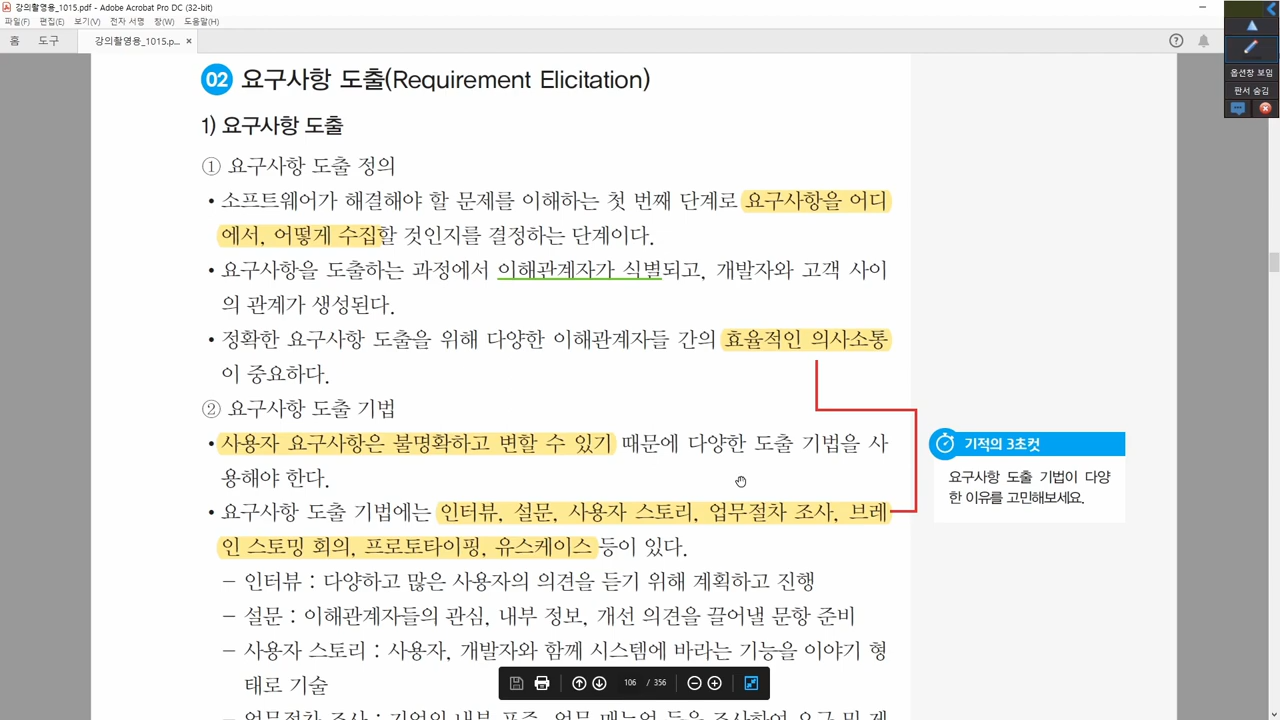 강의촬영용_1015.pdf - Adobe Acrobat Pro DC (32-bit)
파일(F) 편집(E) 보기(V) 전자 서명 창(W) 도움말(H)
홈 도구 강의촬영용_1015.p... ×
옵션창 보임
판서 숨김
02 요구사항 도출(Requirement Elicitation)
1) 요구사항 도출
① 요구사항 도출 정의
• 소프트웨어가 해결해야 할 문제를 이해하는 첫 번째 단계로 요구사항을 어디
에서, 어떻게 수집할 것인지를 결정하는 단계이다.
• 요구사항을 도출하는 과정에서 이해관계자가 식별되고, 개발자와 고객 사이
의 관계가 생성된다.
• 정확한 요구사항 도출을 위해 다양한 이해관계자들 간의 효율적인 의사소통
이 중요하다.
② 요구사항 도출 기법
• 사용자 요구사항은 불명확하고 변할 수 있기 때문에 다양한 도출 기법을 사
용해야 한다.
• 요구사항 도출 기법에는 인터뷰, 설문, 사용자 스토리, 업무절차 조사, 브레
인 스토밍 회의, 프로토타이핑, 유스케이스 등이 있다.
– 인터뷰 : 다양하고 많은 사용자의 의견을 듣기 위해 계획하고 진행
– 설문 : 이해관계자들의 관심, 내부 정보, 개선 의견을 끌어낼 문항 준비
– 사용자 스토리 : 사용자, 개발자와 함께 시스템에 바라는 기능을 이야기 형
태로 기술
기적의 3초컷
요구사항 도출 기법이 다양
한 이유를 고민해보세요.
106 / 356